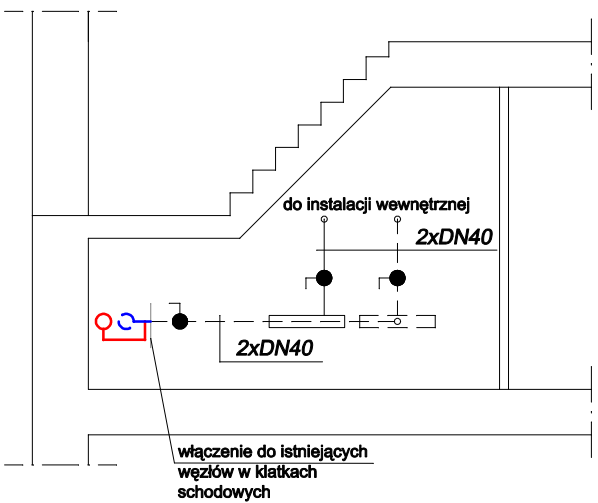 do instalacji wewnętrznej
2xDN40
2xDN40
włączenie do istniejących
węzłów w klatkach
schodowych